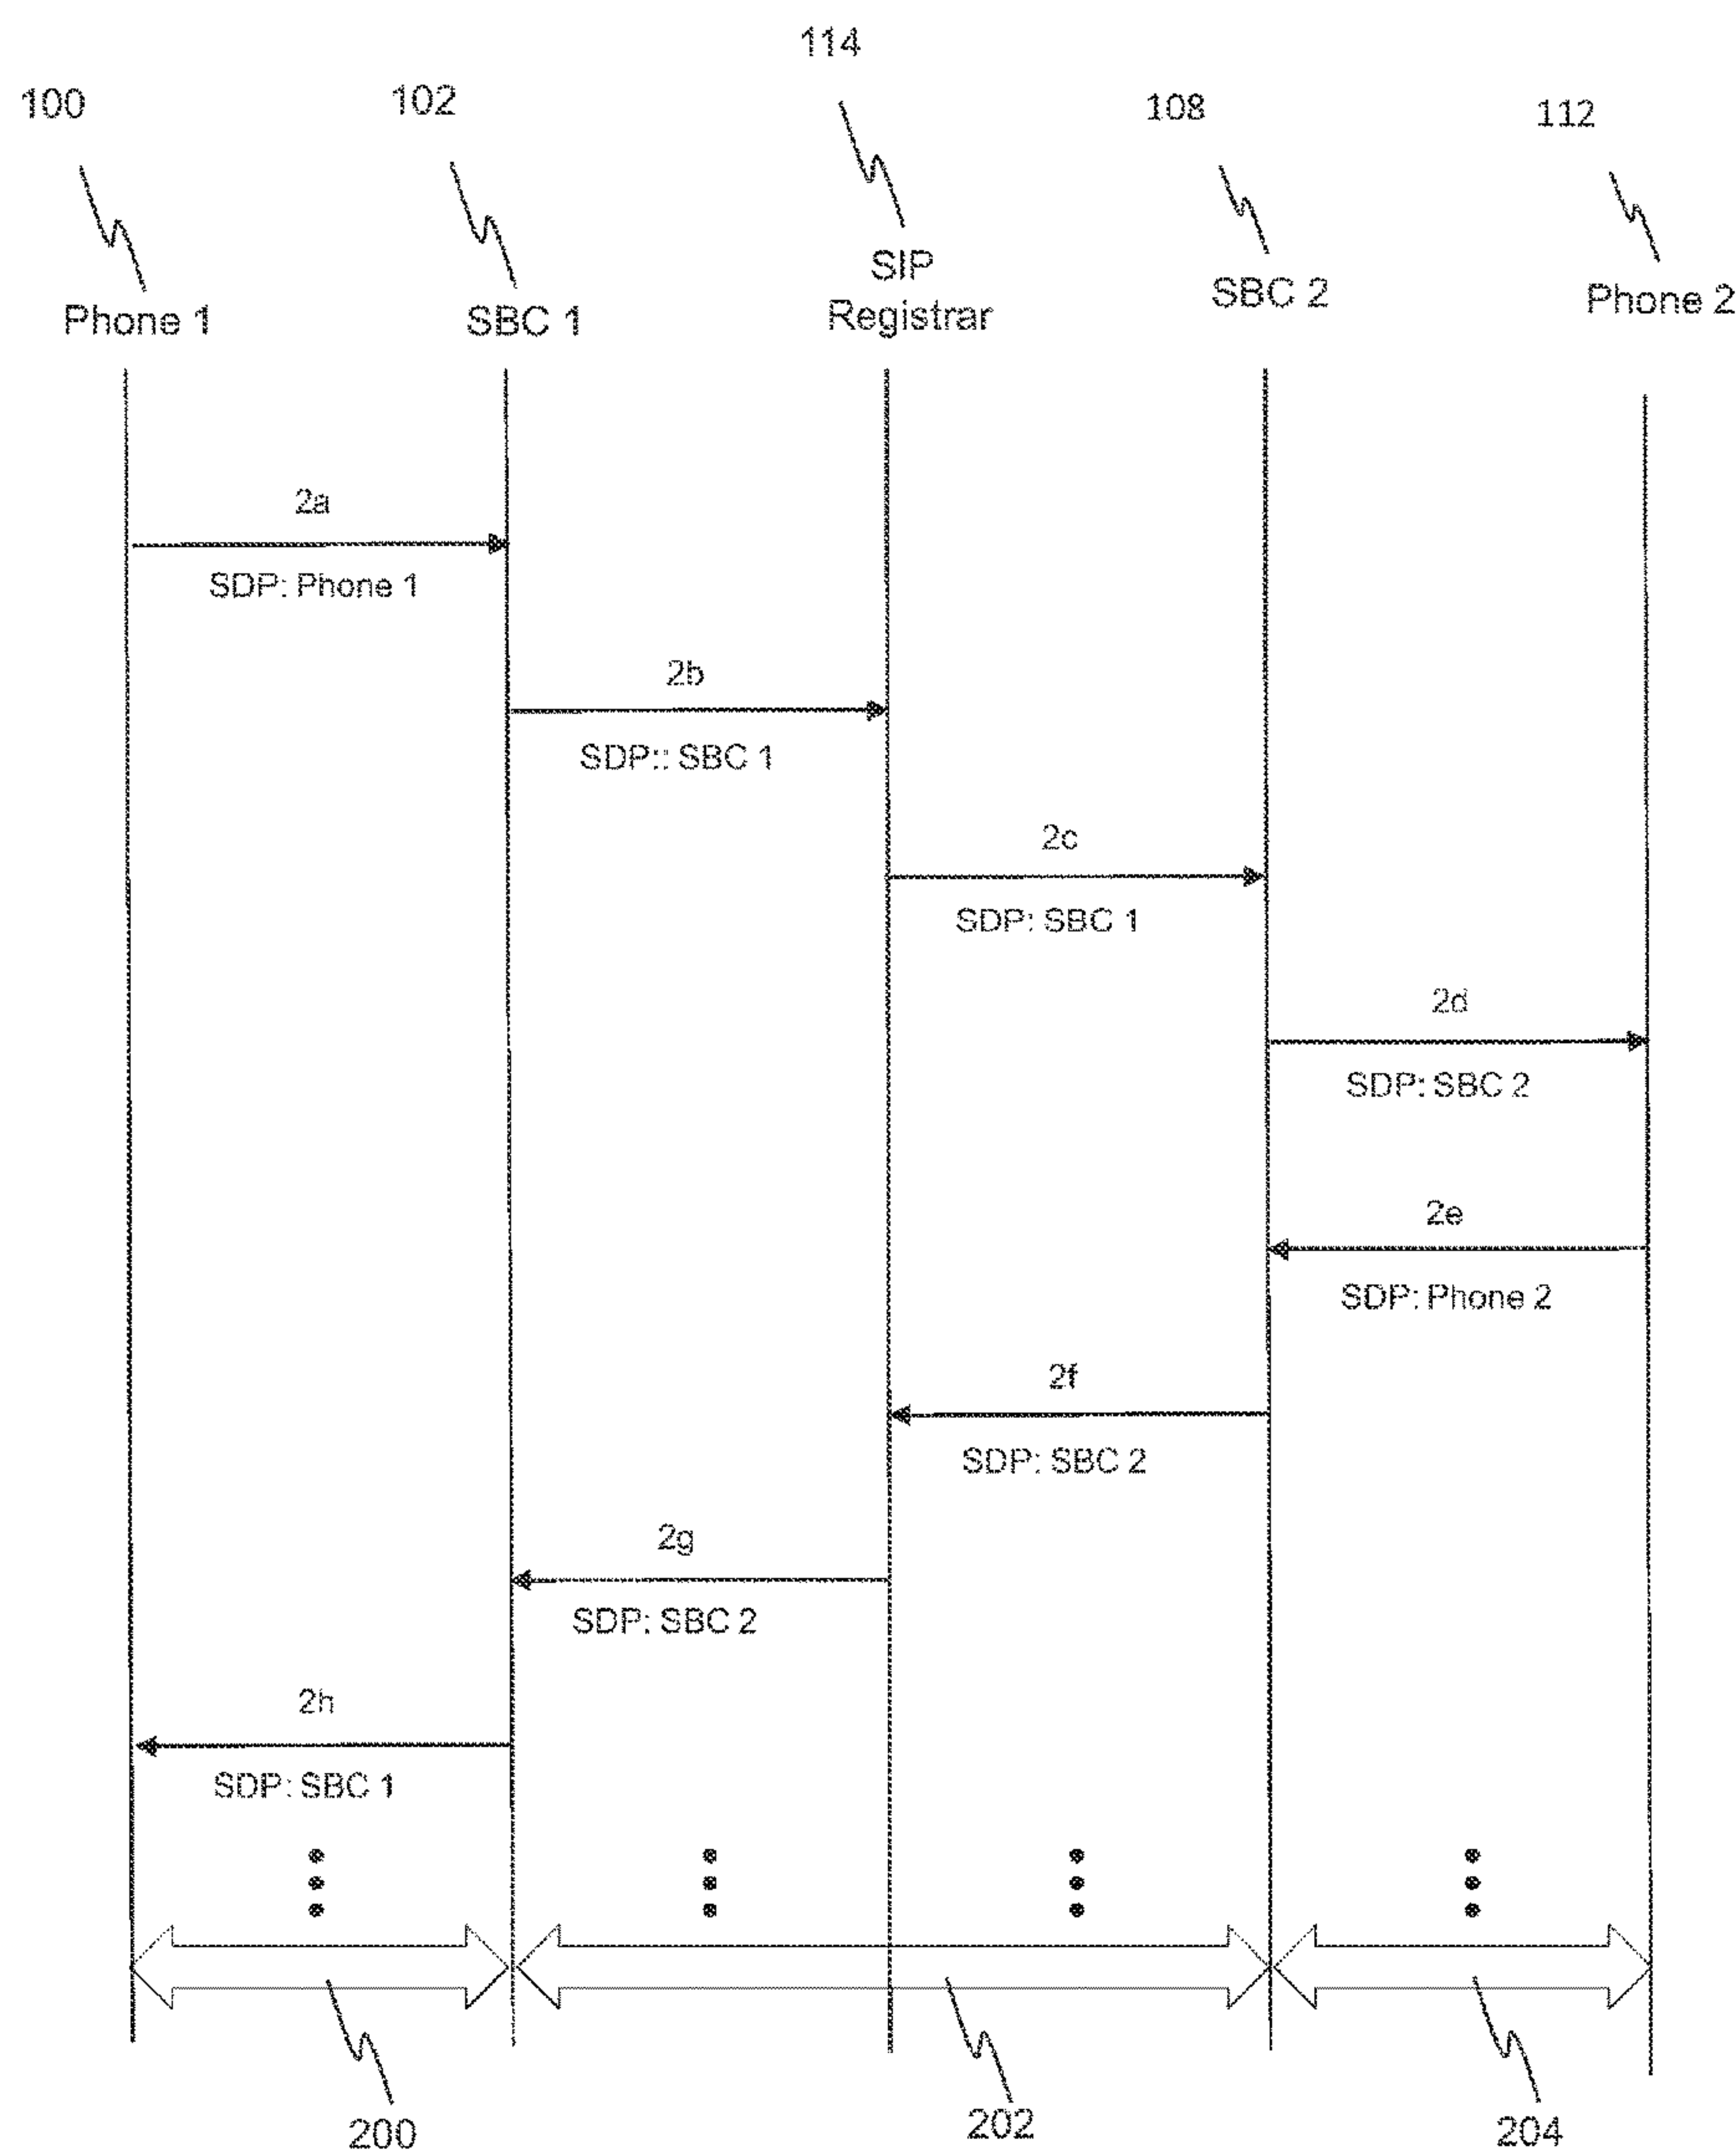 114
100
102
108
112
SIP
Registrar
SBC 2
Phone 2
Phone 1
SBC 1
2a
SDP: Phone 1
2b
SDP:: SBC 1
2c
SDP: SBC 1
2d
SDP: SBC 2
2e
SDP: Phone 2
2f
SDP: SBC 2
2g
SDP: SBC 2
2h
SDP: SBC 1
200
202
204